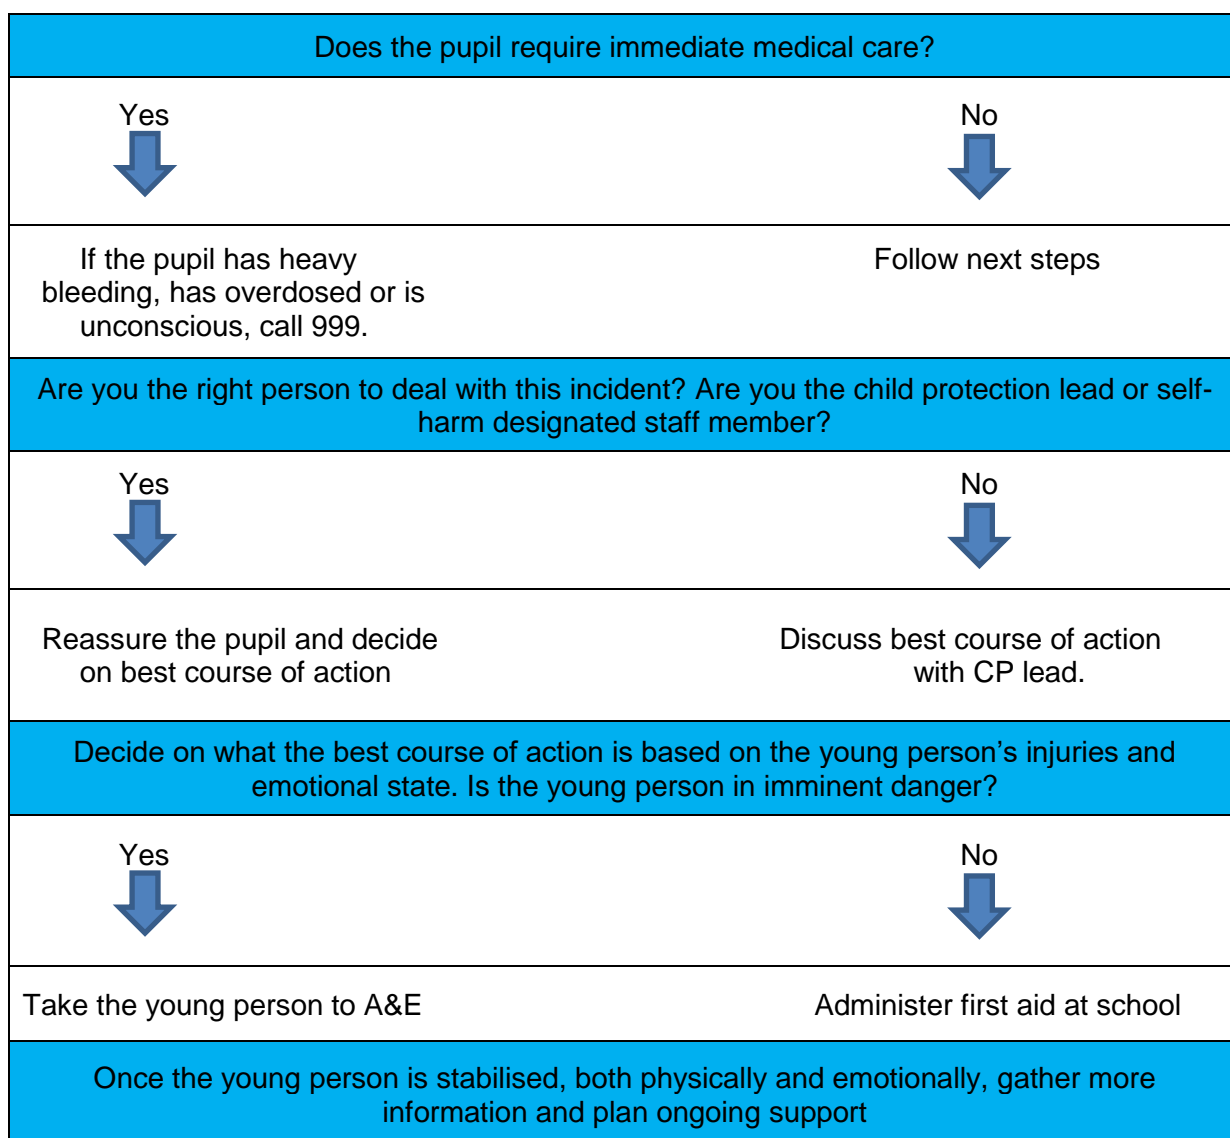 Does the pupil require immediate medical care?
Yes
No
If the pupil has heavy
bleeding, has overdosed or is
unconscious, call 999.
Follow next steps
Are you the right person to deal with this incident? Are you the child protection lead or self-
harm designated staff member?
Yes
No
Reassure the pupil and decide
on best course of action
Discuss best course of action
with CP lead.
Decide on what the best course of action is based on the young person’s injuries and
emotional state. Is the young person in imminent danger?
Yes
No
Take the young person to A&E
Administer first aid at school
Once the young person is stabilised, both physically and emotionally, gather more
information and plan ongoing support